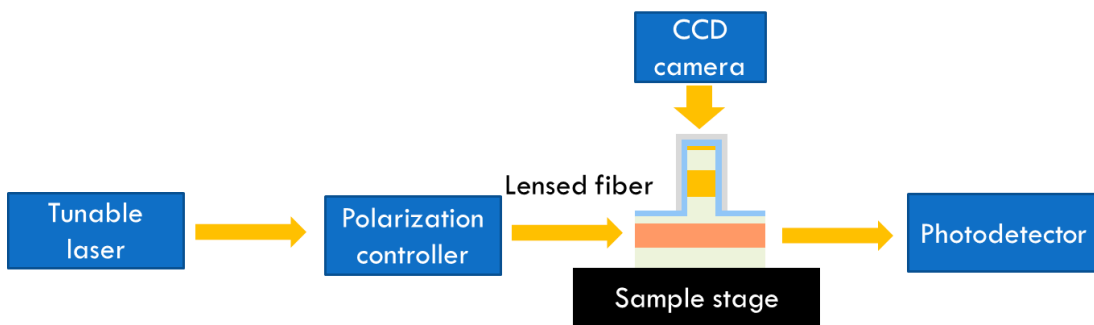 CCD
camera
Lensed fiber
Tunable
laser
Polarization
controller
Photodetector
Sample stage